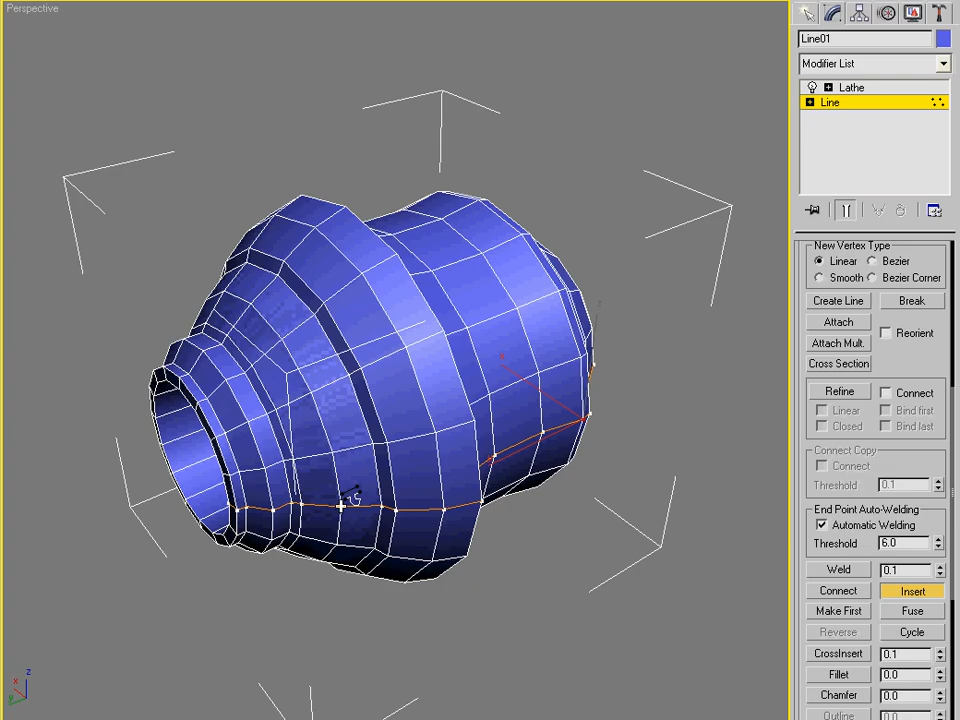 Perspective
Line01
Modifier List
Lathe
Line
New Vertex Type
Linear Bezier
Smooth Bezier Corner
Create Line Break
Attach
Reorient
Attach Mult.
Cross Section
Refine Connect
Linear Bind first
Closed Bind last
Connect Copy
Connect
Threshold 0.1
End Point Auto-Welding
Automatic Welding
Threshold 6.0
Weld 0.1
Connect Insert
Make First Fuse
Reverse Cycle
CrossInsert 0.1
Fillet 0.0
Chamfer 0.0
Outline 0.0
z
x
y
x